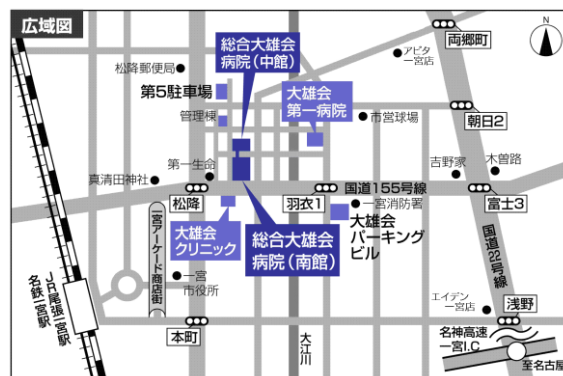 広域図
N
両郷町
アピタ
一宮店
総合大雄会
病院(中館)
松降郵便局
第5駐車場
大雄会
第一病院
管理棟
市営球場
朝日2
吉野家
木曽路
第一生命
真清田神社
国道155号線
松降
羽衣1
富士3
一宮消防署
大雄会
クリニック
総合大雄会
病院(南館)
大雄会
パーキング
ビル
一宮アーケード商店街
国道22号線
一宮
市役所
JR尾張一宮駅
名鉄一宮駅
エイデン
一宮店
浅野
本町
大江川
名神高速
一宮I.C
至名古屋